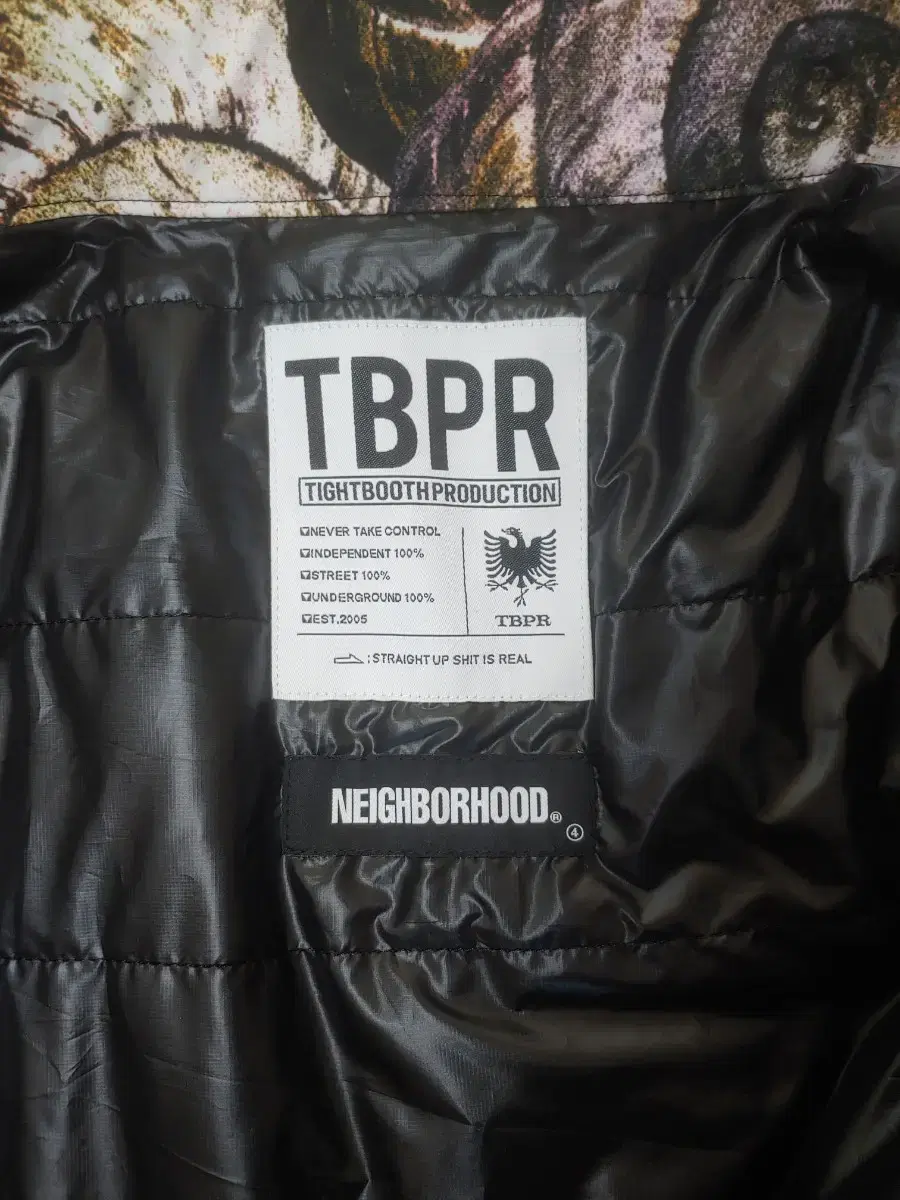 TBPR
TIGHTBOOTHPRODUCTION
NEVER TAKE CONTROL
INDEPENDENT 100%
STREET 100%
UNDERGROUND 100%
EST.2005
TBPR
:STRAIGHT UP SHIT IS REAL
NEIGHBORHOOD®
④